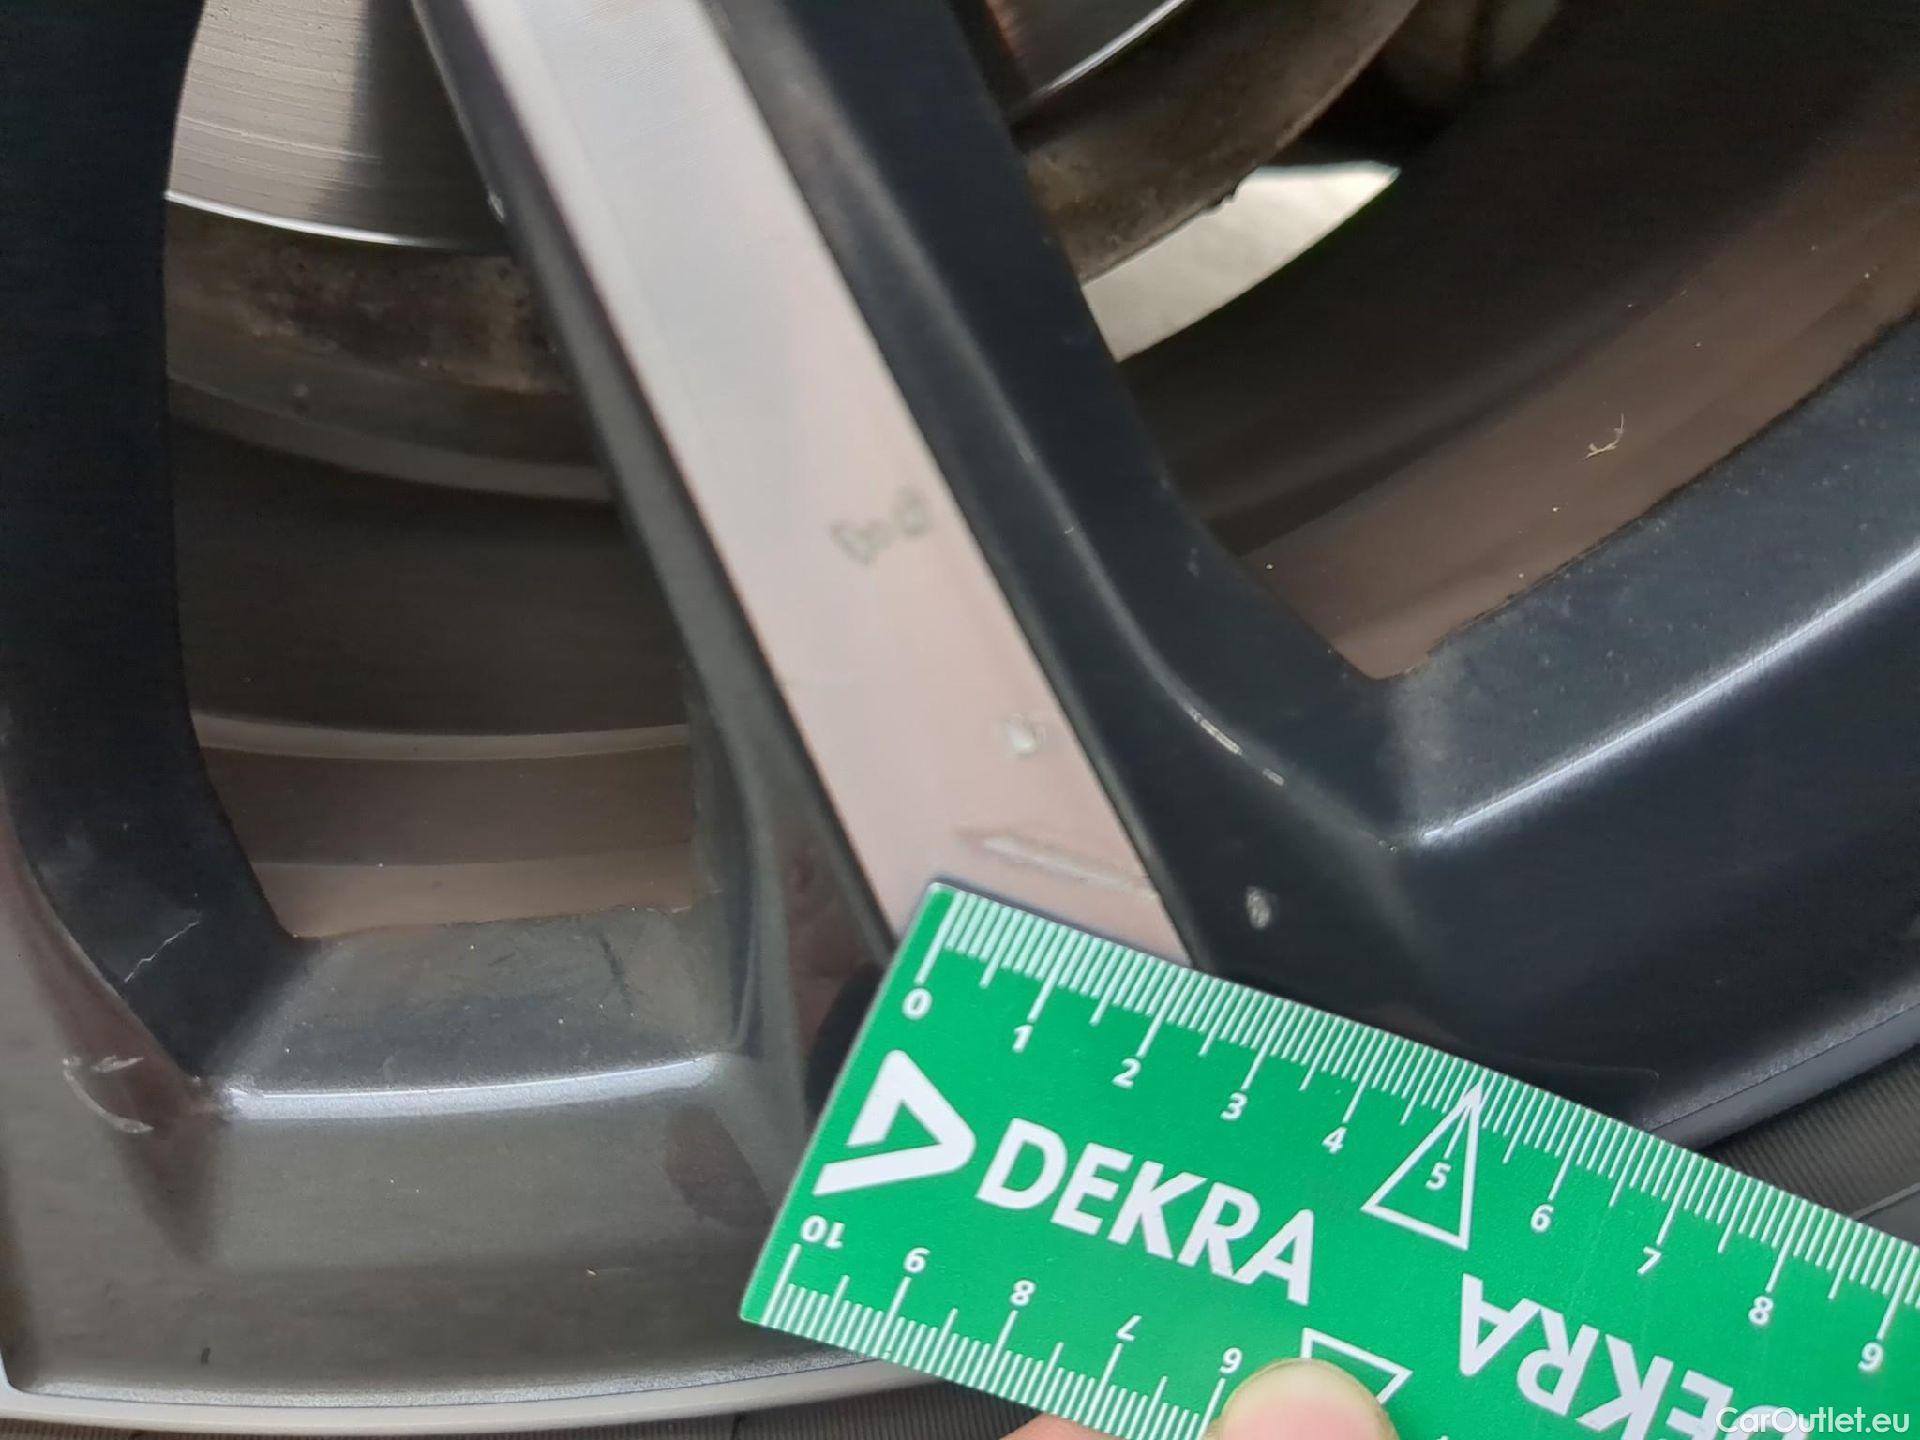 0 1 2 3 4 5 6 7 8 9
DEKRA
10 9 8 7 6
DEKRA
CarOutlet.eu